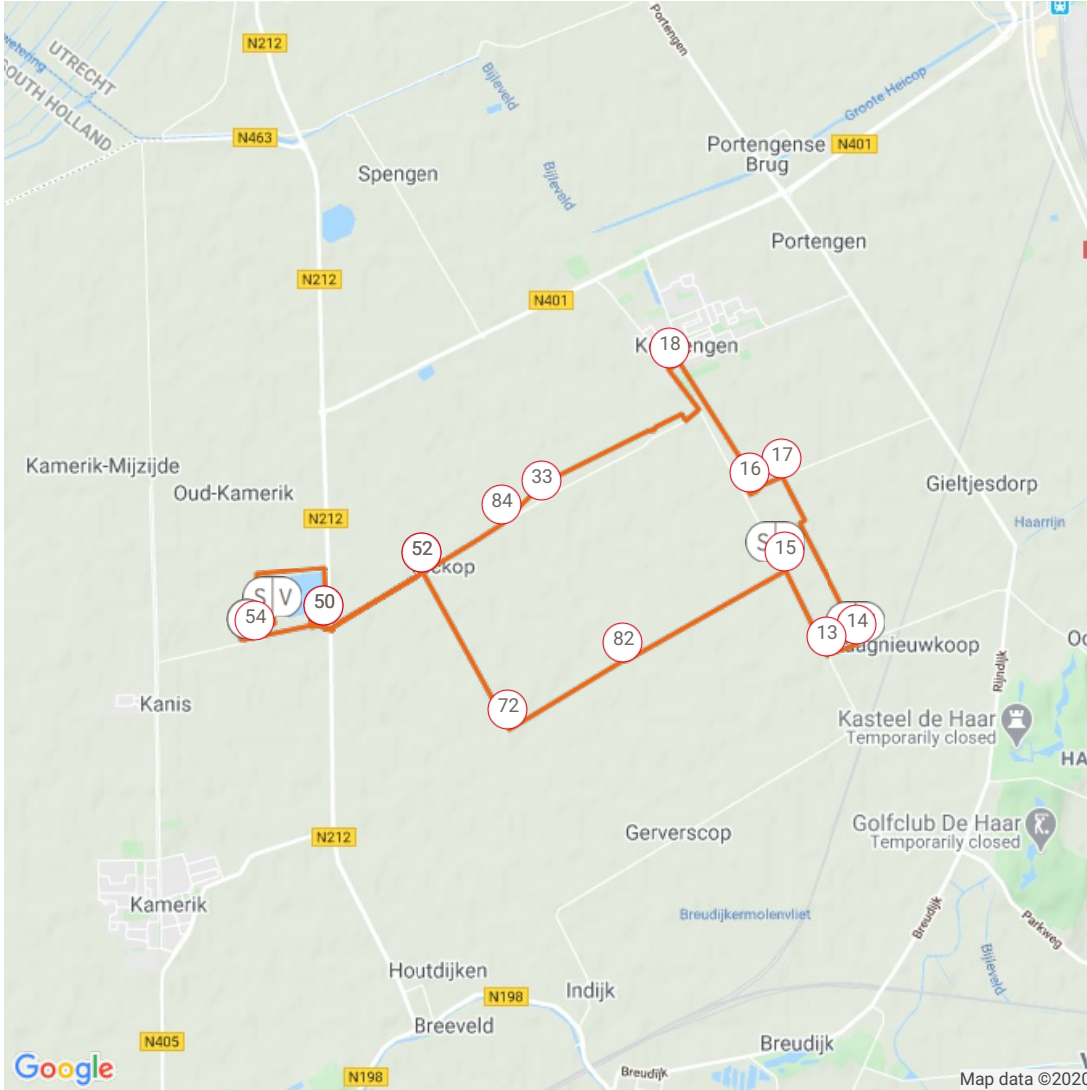 N212
Portengen
UTRECHT
SOUTH HOLLAND
Bijleveld
Groote Heicop
N463
Portengense
Brug
N401
Spengen
Bijleveld
Portengen
N212
N401
18
Kamerik-Mijzijde
Oud-Kamerik
17
16
33
Gieltjesdorp
84
N212
Haarrijn
52
15
S
S V
50
54
14
13
82
Rijndijk
72
Kanis
Kasteel de Haar
Temporarily closed
HA
N212
Gerverscop
Golfclub De Haar
Temporarily closed
Kamerik
Breudijkermolenvliet
Breudijk
Parkweg
Houtdijken
Bijleveld
N198
Indijk
Breeveld
N405
Breudijk
Breudijk
N198
Google
Map data ©2020